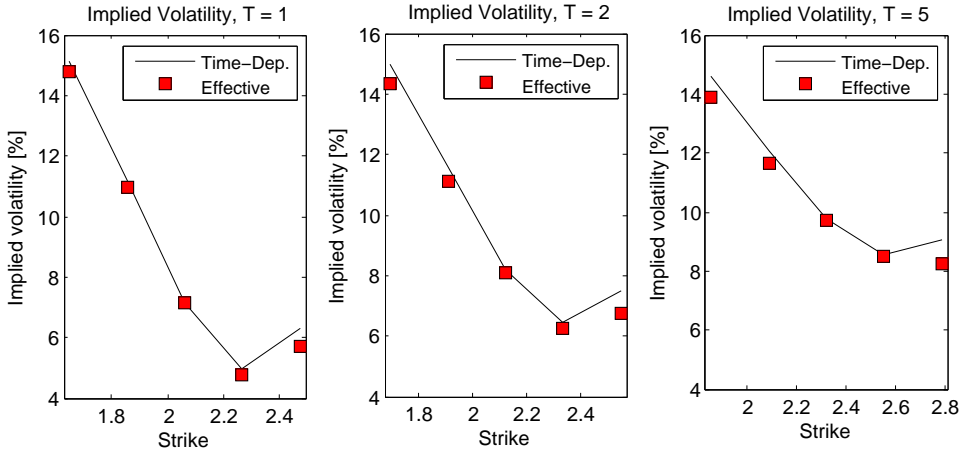 Implied Volatility, T = 1
16
14
12
10
8
6
4
Implied volatility [%]
Time−Dep.
Effective
1.8
2
2.2
2.4
Strike
Implied Volatility, T = 2
16
14
12
10
8
6
4
Implied volatility [%]
Time−Dep.
Effective
1.8
2
2.2
2.4
Strike
Implied Volatility, T = 5
16
14
12
10
8
6
4
Implied volatility [%]
Time−Dep.
Effective
2
2.2
2.4
2.6
2.8
Strike